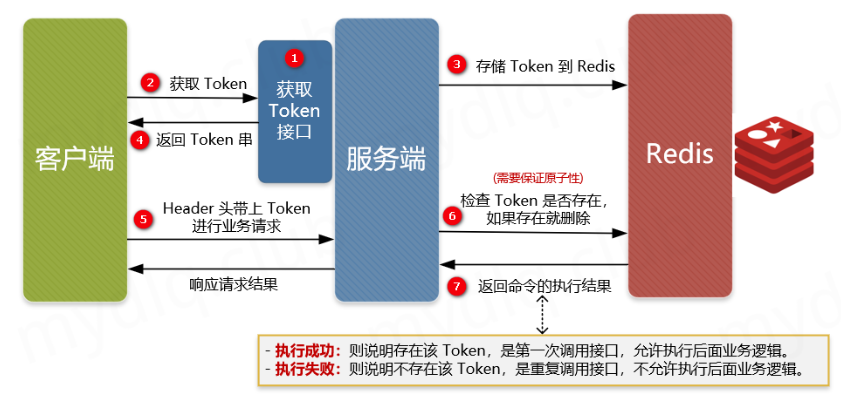 客户端
1
获取
Token
接口
2 获取 Token
4 返回 Token 串
服务端
3 存储 Token 到 Redis
Redis
5 Header 头带上 Token
进行业务请求
(需要保证原子性)
6 检查 Token 是否存在，
如果存在就删除
响应请求结果
7 返回命令的执行结果
- 执行成功：则说明存在该 Token，是第一次调用接口，允许执行后面业务逻辑。
- 执行失败：则说明不存在该 Token，是重复调用接口，不允许执行后面业务逻辑。